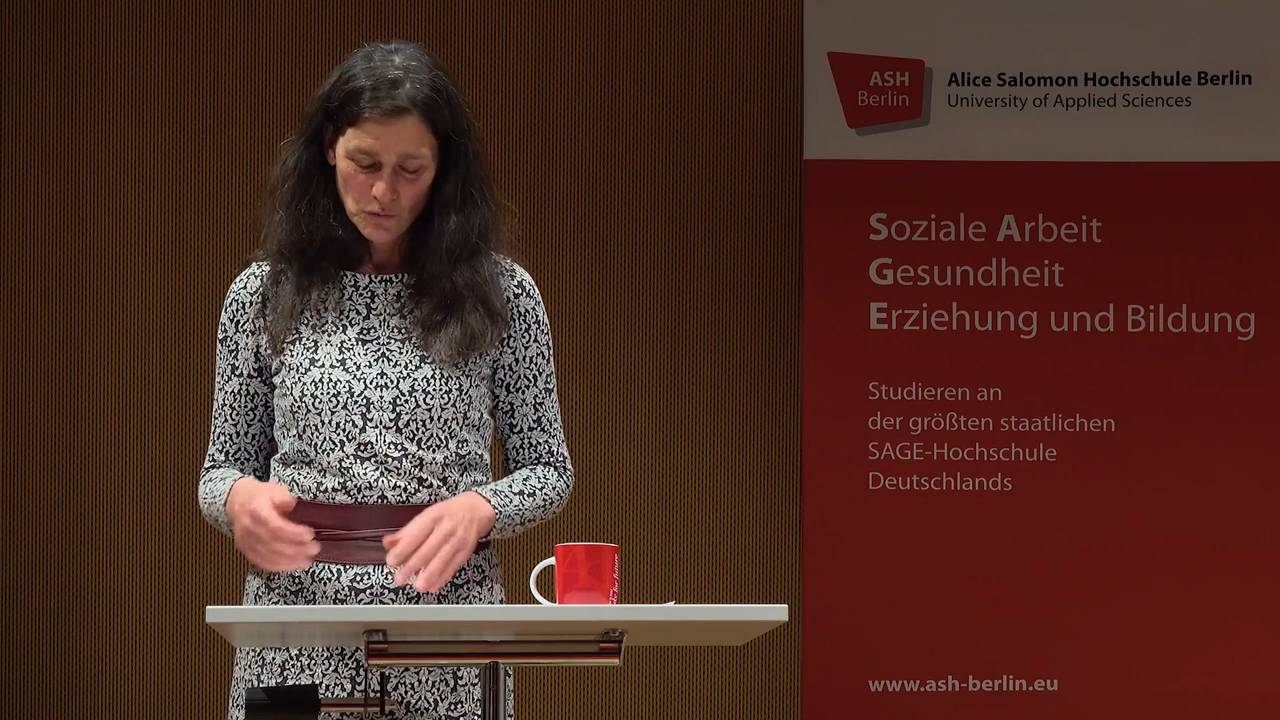 ASH
Berlin
Alice Salomon Hochschule Berlin
University of Applied Sciences
Soziale Arbeit
Gesundheit
Erziehung und Bildung
Studieren an
der größten staatlichen
SAGE-Hochschule
Deutschlands
www.ash-berlin.eu